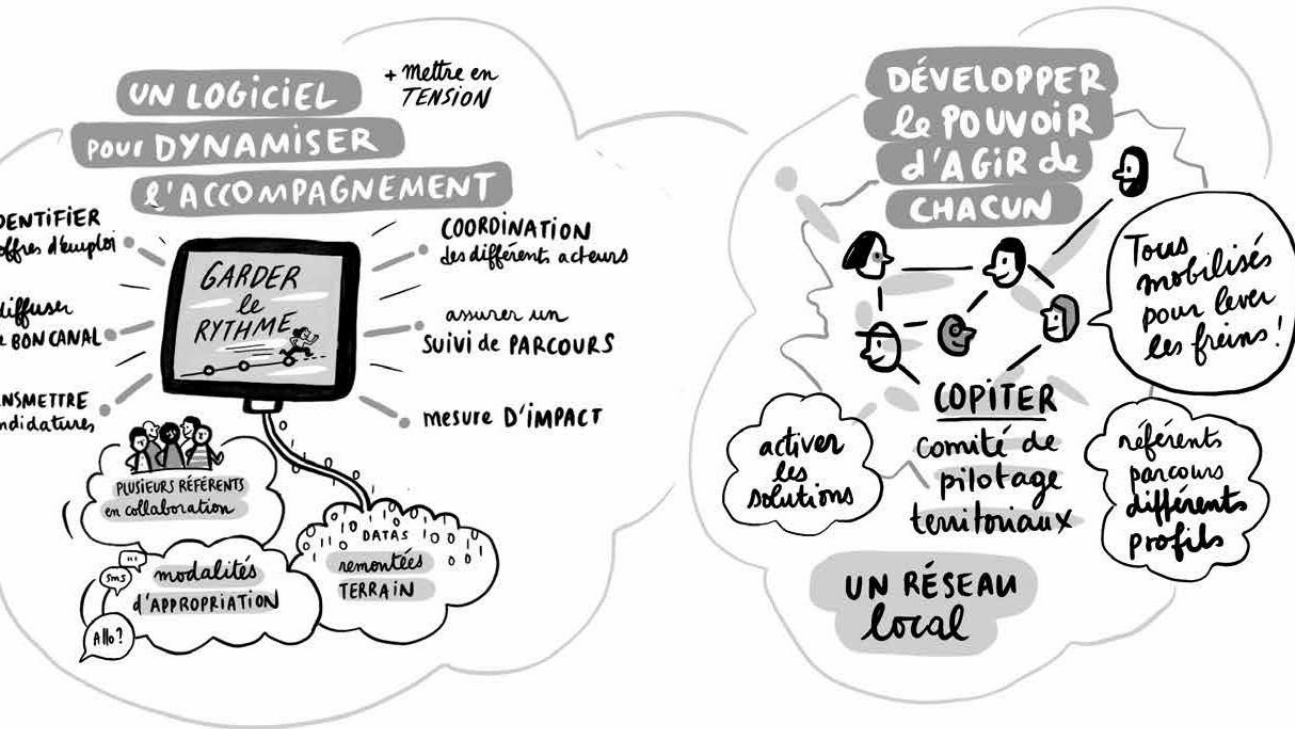 UN LOGICIEL
pour DYNAMISER
l'ACCOMPAGNEMENT
+ mettre en
TENSION
DENTIFIER
offres d'emploi
diffuser
BON CANAL
NSMETTRE
ndidatures
GARDER
le
RYTHME
COORDINATION
des différents acteurs
assurer un
SUIVI de PARCOURS
mesure D'IMPACT
PLUSIEURS RÉFÉRENTS
en collaboration
sms
...
modalités
d'APPROPRIATION
Allo?
DATAS
remontées
TERRAIN
DÉVELOPPER
le POUVOIR
d'AGIR de
CHACUN
Tous
mobilisés
pour lever
les freins!
COPITER
comité de
pilotage
territoriaux
activer
les
solutions
référents
parcours
différents
profils
UN RÉSEAU
local